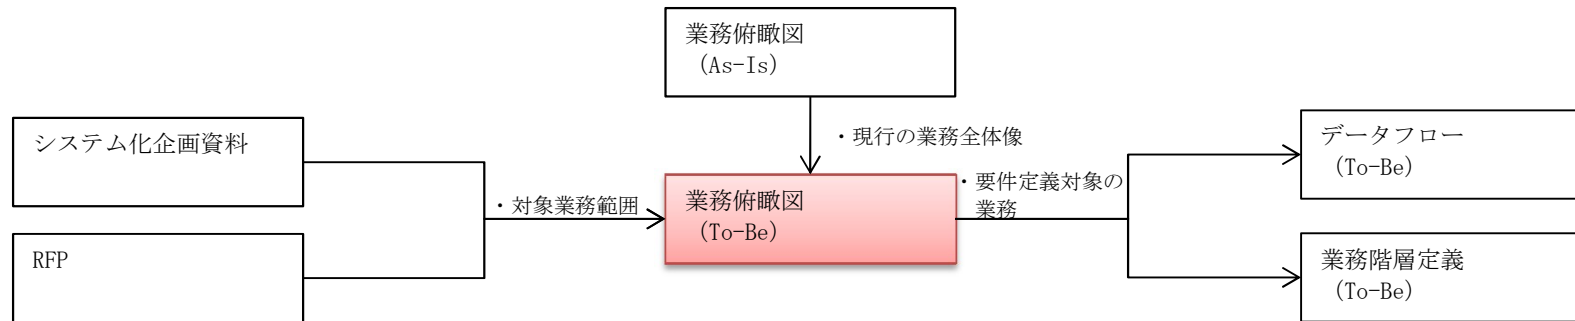 業務俯瞰図
(As-Is)
システム化企画資料
・現行の業務全体像
データフロー
(To-Be)
業務俯瞰図
(To-Be)
・対象業務範囲
・要件定義対象の
業務
RFP
業務階層定義
(To-Be)